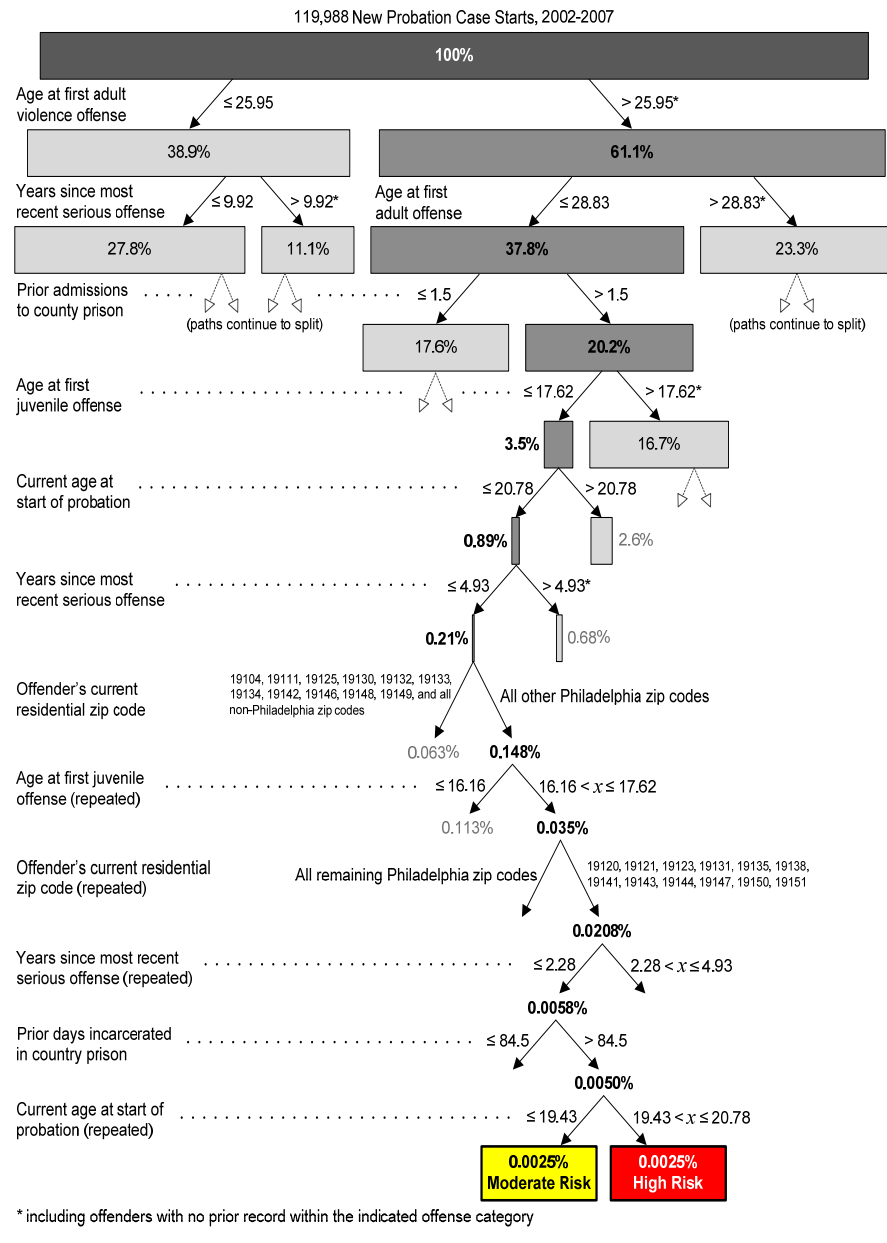 119,988 New Probation Case Starts, 2002-2007
100%
Age at first adult
violence offense
≤ 25.95
> 25.95*
38.9%
61.1%
Years since most
recent serious offense
≤ 9.92
> 9.92*
Age at first
adult offense
≤ 28.83
> 28.83*
27.8%
11.1%
37.8%
23.3%
Prior admissions
to county prison
≤ 1.5
> 1.5
(paths continue to split)
(paths continue to split)
17.6%
20.2%
Age at first
juvenile offense
≤ 17.62
> 17.62*
3.5%
16.7%
Current age at
start of probation
≤ 20.78
> 20.78
0.89%
2.6%
Years since most
recent serious offense
≤ 4.93
> 4.93*
0.21%
0.68%
Offender's current
residential zip code
19104, 19111, 19125, 19130, 19132, 19133,
19134, 19142, 19146, 19148, 19149, and all
non-Philadelphia zip codes
All other Philadelphia zip codes
0.063%
0.148%
Age at first juvenile
offense (repeated)
≤ 16.16
16.16 < x ≤ 17.62
0.113%
0.035%
Offender's current residential
zip code (repeated)
All remaining Philadelphia zip codes
19120, 19121, 19123, 19131, 19135, 19138,
19141, 19143, 19144, 19147, 19150, 19151
0.0208%
Years since most recent
serious offense (repeated)
≤ 2.28
2.28 < x ≤ 4.93
0.0058%
Prior days incarcerated
in country prison
≤ 84.5
> 84.5
0.0050%
Current age at start of
probation (repeated)
≤ 19.43
19.43 < x ≤ 20.78
0.0025%
Moderate Risk
0.0025%
High Risk
* including offenders with no prior record within the indicated offense category